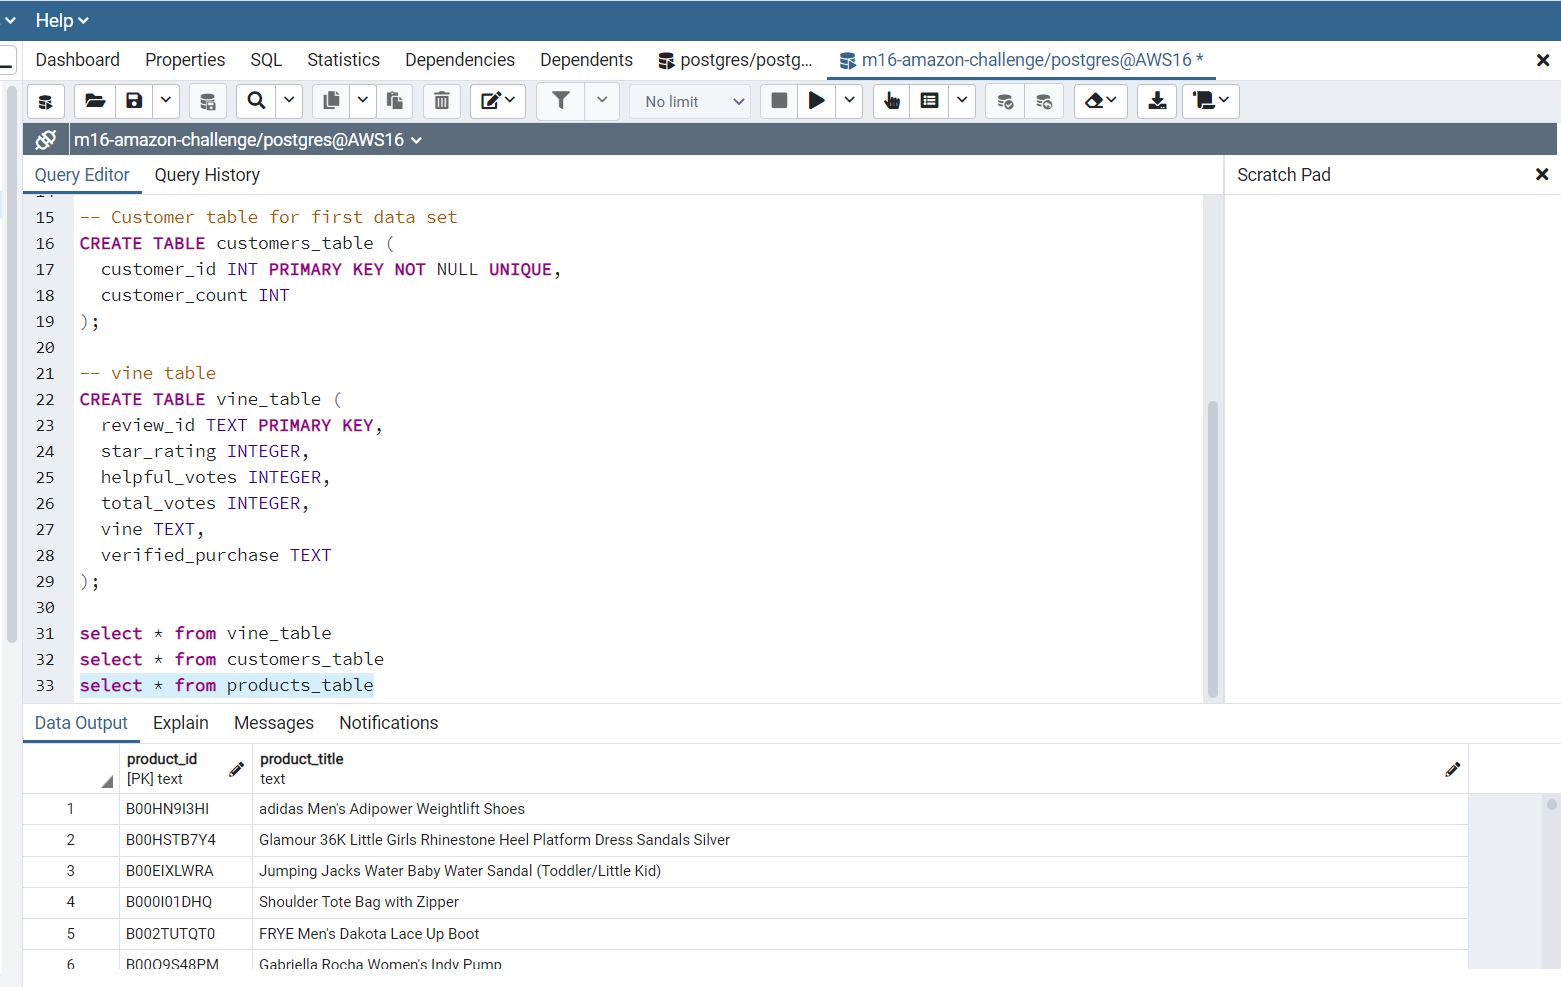 Help
Dashboard Properties SQL Statistics Dependencies Dependents postgres/postg... m16-amazon-challenge/postgres@AWS16 *
No limit
m16-amazon-challenge/postgres@AWS16
Query Editor Query History
Scratch Pad
15 -- Customer table for first data set
16 CREATE TABLE customers_table (
17 customer_id INT PRIMARY KEY NOT NULL UNIQUE,
18 customer_count INT
19 );
20
21 -- vine table
22 CREATE TABLE vine_table (
23 review_id TEXT PRIMARY KEY,
24 star_rating INTEGER,
25 helpful_votes INTEGER,
26 total_votes INTEGER,
27 vine TEXT,
28 verified_purchase TEXT
29 );
30
31 select * from vine_table
32 select * from customers_table
33 select * from products_table
Data Output Explain Messages Notifications
product_id product_title
[PK] text text
1 B00HN9I3HI adidas Men's Adipower Weightlift Shoes
2 B00HSTB7Y4 Glamour 36K Little Girls Rhinestone Heel Platform Dress Sandals Silver
3 B00EIXLWRA Jumping Jacks Water Baby Water Sandal (Toddler/Little Kid)
4 B000I01DHQ Shoulder Tote Bag with Zipper
5 B002TUTQT0 FRYE Men's Dakota Lace Up Boot
6 Gabriella Rocha Women's Indy Pump